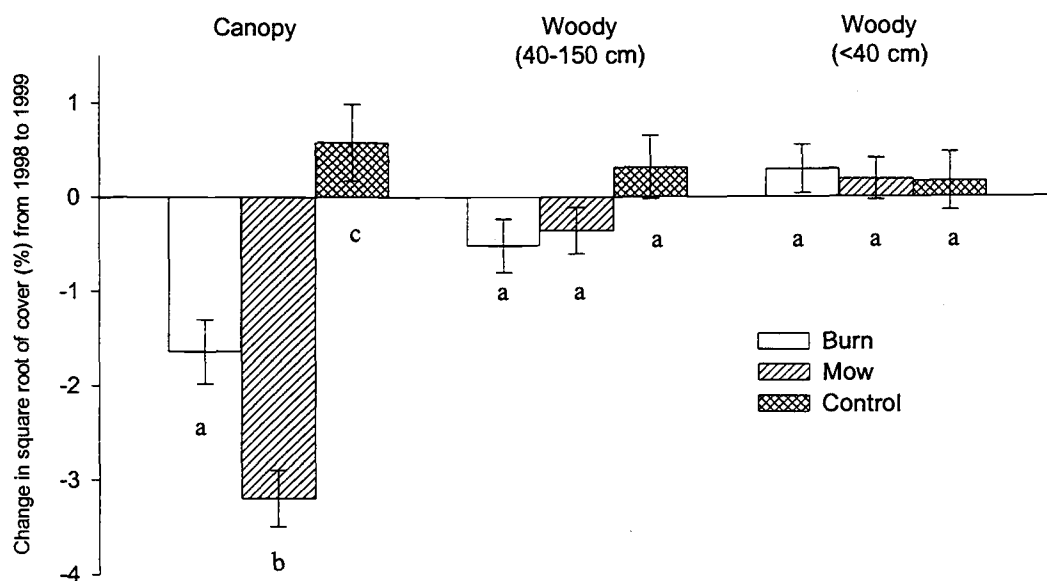 Canopy
Woody
(40-150 cm)
Woody
(<40 cm)
Change in square root of cover (%) from 1998 to 1999
1
0
-1
-2
-3
-4
a
b
c
a
a
a
a
a
a
Burn
Mow
Control